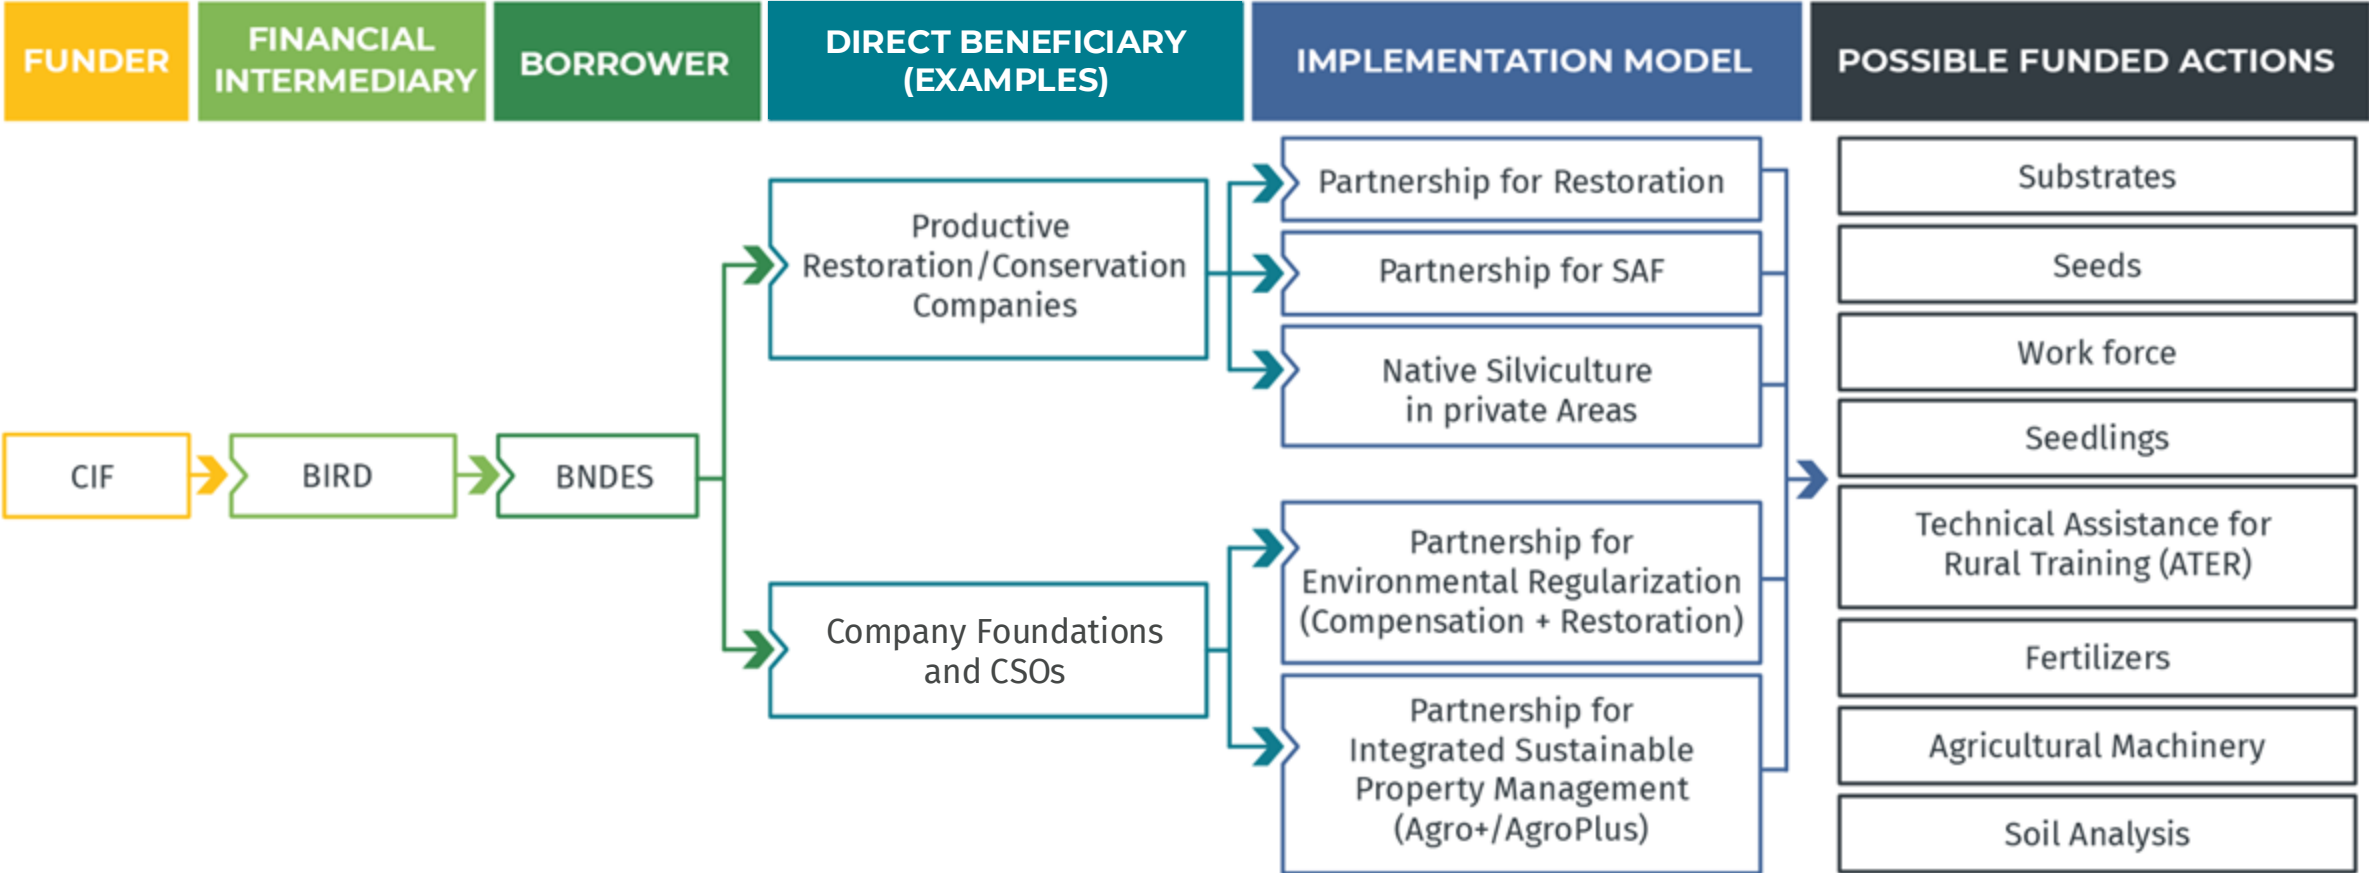 FUNDER
FINANCIAL
INTERMEDIARY
BORROWER
DIRECT BENEFICIARY
(EXAMPLES)
IMPLEMENTATION MODEL
POSSIBLE FUNDED ACTIONS
CIF
BIRD
BNDES
Productive
Restoration/Conservation
Companies
Company Foundations
and CSOs
Partnership for Restoration
Partnership for SAF
Native Silviculture
in private Areas
Partnership for
Environmental Regularization
(Compensation + Restoration)
Partnership for
Integrated Sustainable
Property Management
(Agro+/AgroPlus)
Substrates
Seeds
Work force
Seedlings
Technical Assistance for
Rural Training (ATER)
Fertilizers
Agricultural Machinery
Soil Analysis